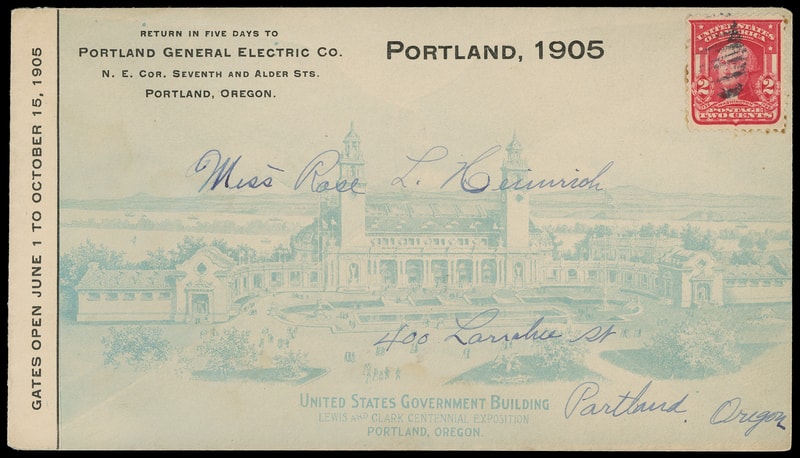 RETURN IN FIVE DAYS TO
PORTLAND GENERAL ELECTRIC CO.
N. E. COR. SEVENTH AND ALDER STS.
PORTLAND, OREGON.
PORTLAND, 1905
UNITED STATES
OF AMERICA
2 2
POSTAGE
TWO CENTS
GATES OPEN JUNE 1 TO OCTOBER 15, 1905
Miss Rose L. Heinrich
400 Larrabee St
Portland. Oregon
UNITED STATES GOVERNMENT BUILDING
LEWIS AND CLARK CENTENNIAL EXPOSITION
PORTLAND, OREGON.